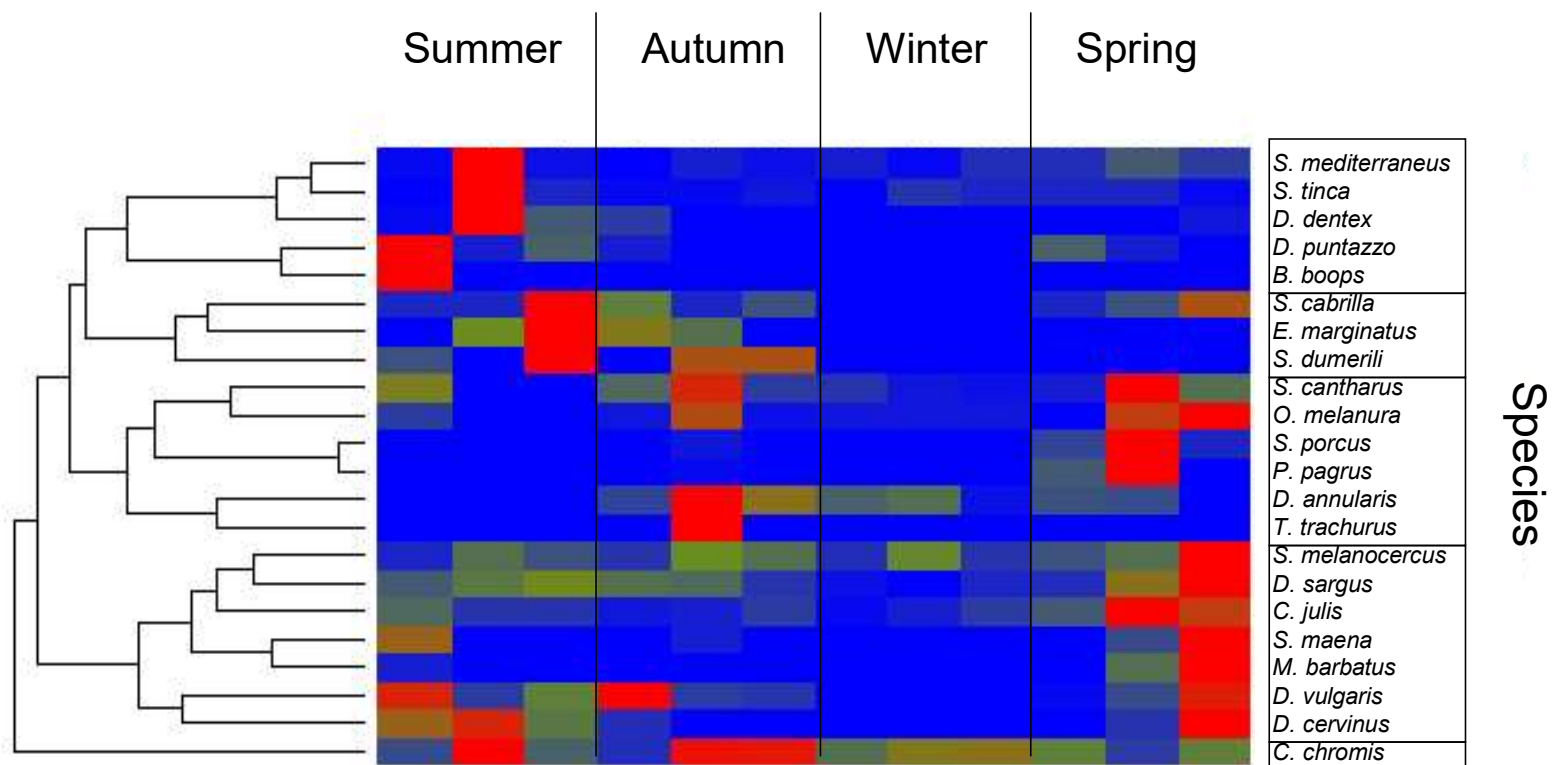 Summer Autumn Winter Spring
S. mediterraneus
S. tinca
D. dentex
D. puntazzo
B. boops
S. cabrilla
E. marginatus
S. dumerili
S. cantharus
O. melanura
S. porcus
P. pagrus
D. annularis
T. trachurus
S. melanocercus
D. sargus
C. julis
S. maena
M. barbatus
D. vulgaris
D. cervinus
C. chromis
Species